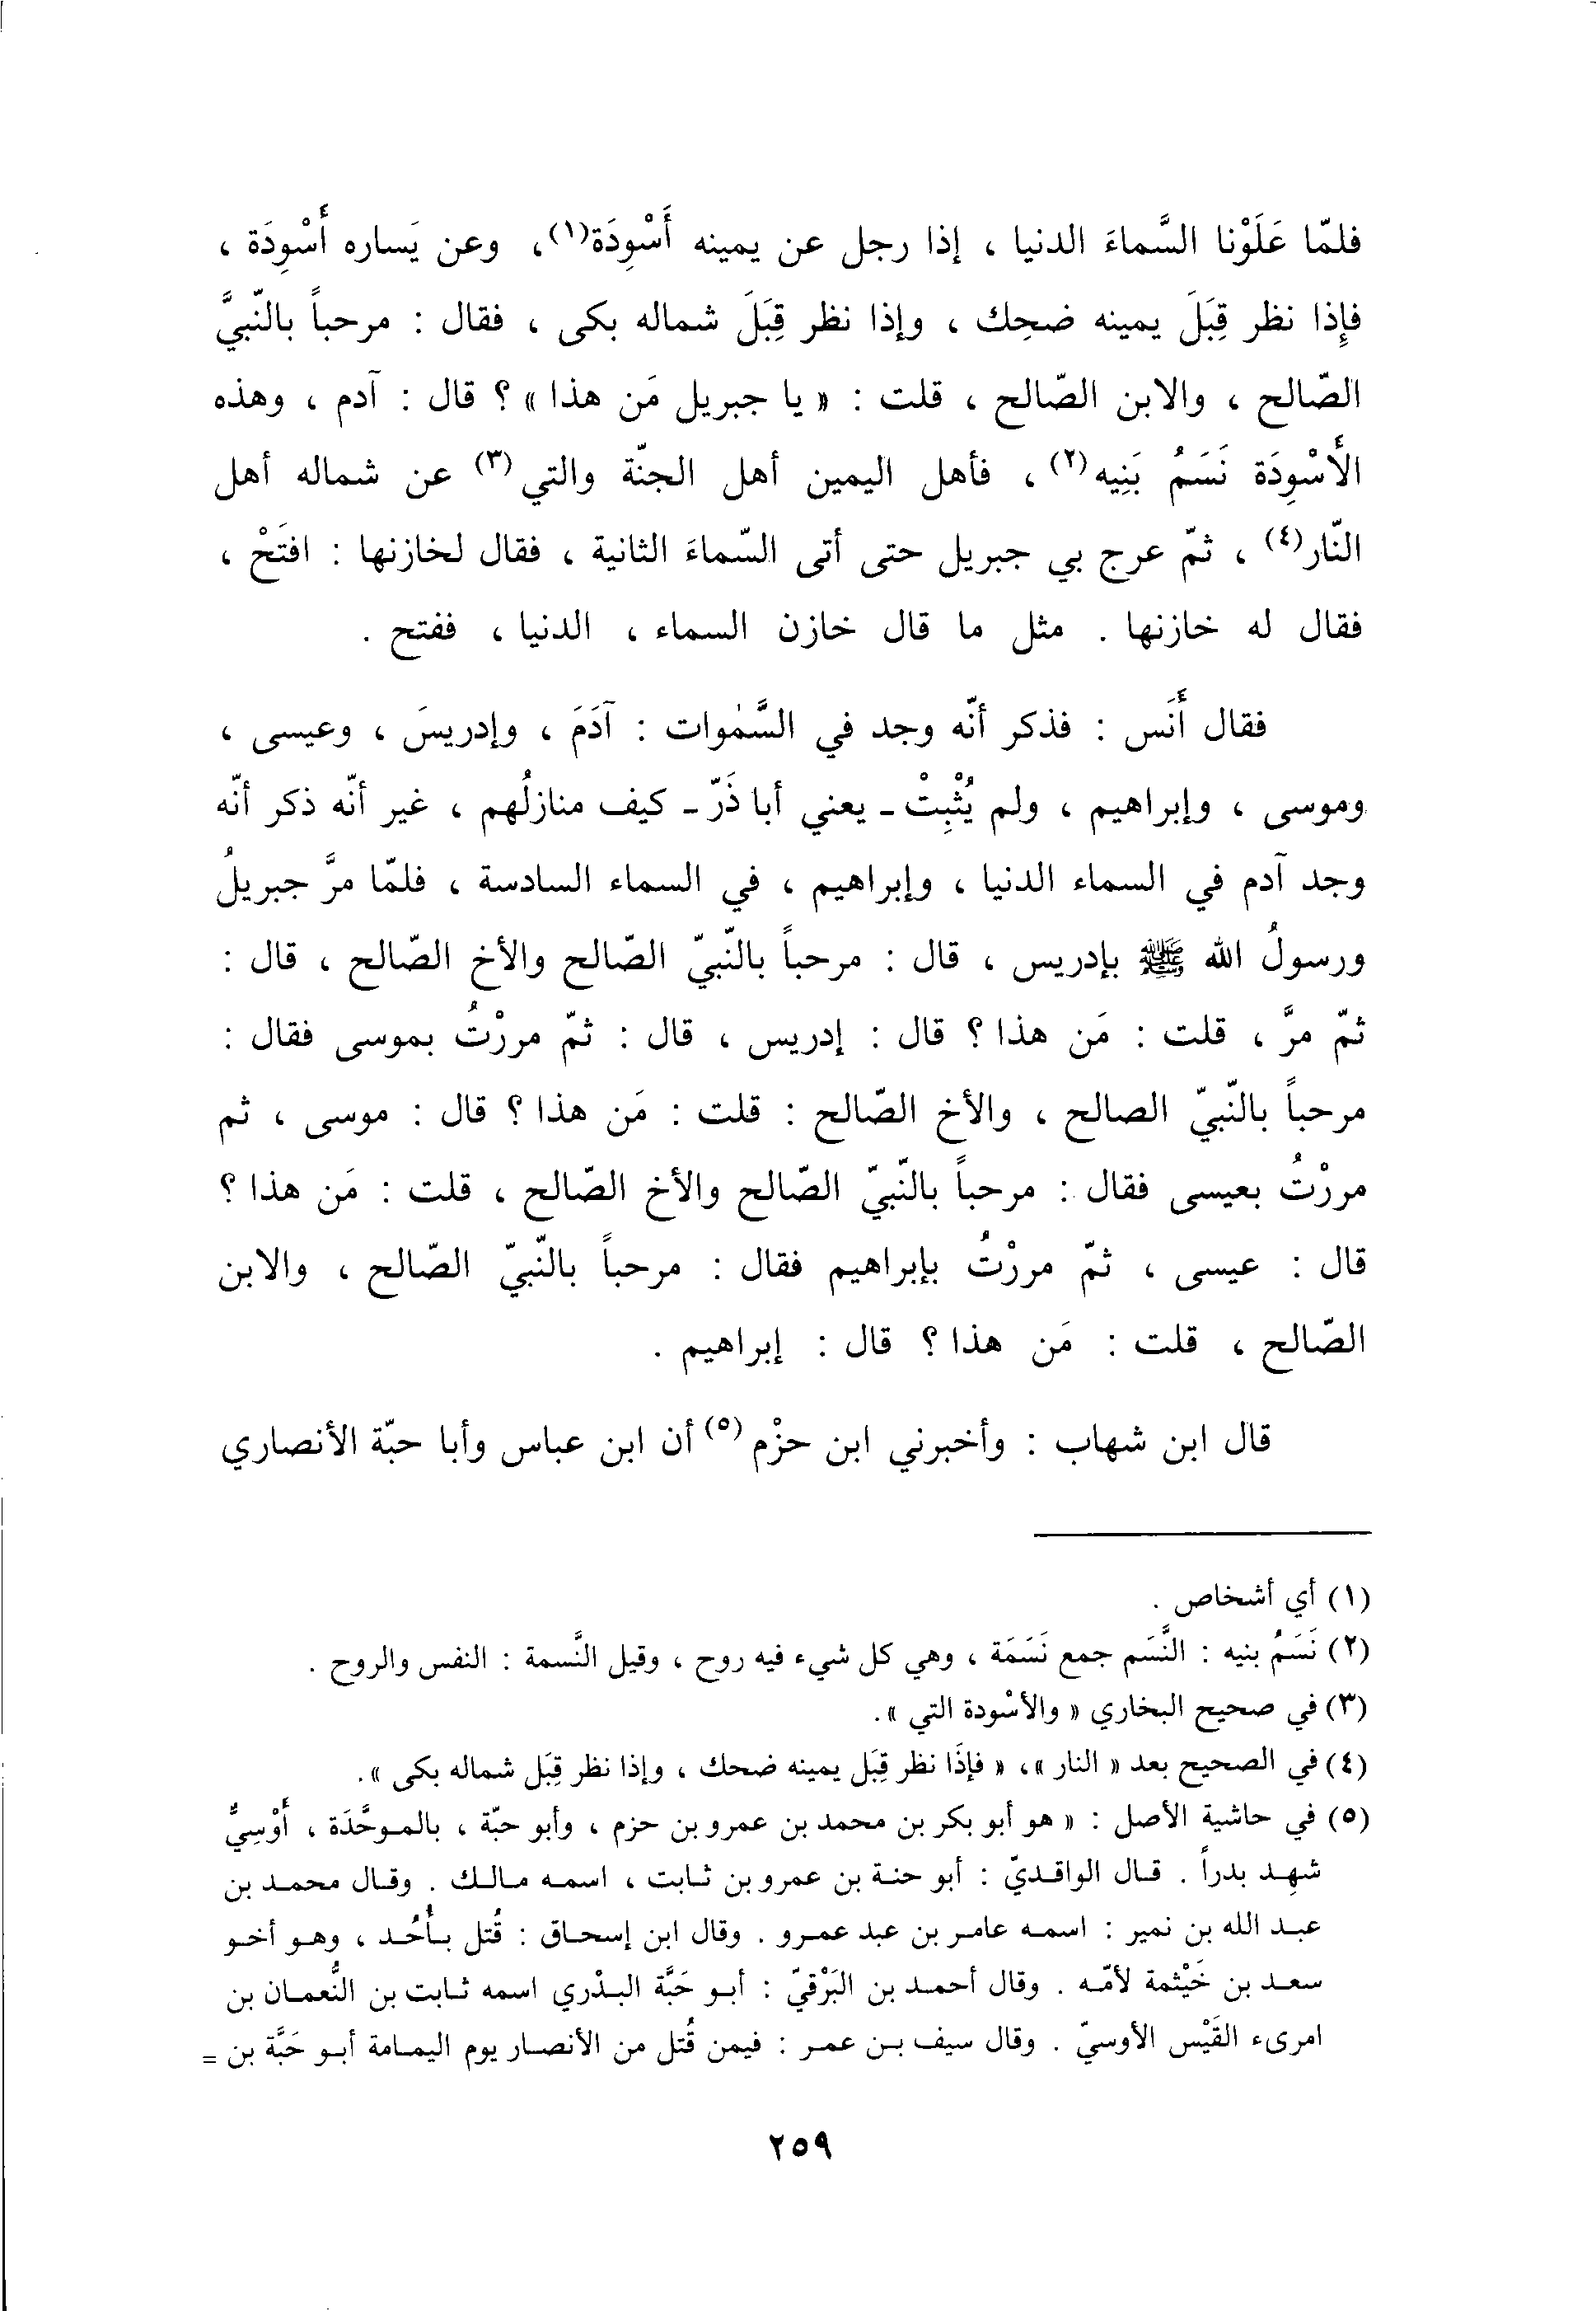 فلمّا عَلَوْنا السَّماءَ الدنيا ، إذا رجل عن يمينه أَسْوِدَة(١)، وعن يَساره أَسْوِدَة ،
فإِذا نظر قِبَلَ يمينه ضحِك ، وإذا نظر قِبَلَ شماله بكى ، فقال : مرحباً بالنّبيَّ
الصّالح ، والابن الصّالح ، قلت : « يا جبريل مَن هذا » ؟ قال : آدم ، وهذه
الأَسْوِدَة نَسَمُ بَنِيه(٢) ، فأهل اليمين أهل الجنّة والتي(٣) عن شماله أهل
النّار(٤) ، ثمّ عرج بي جبريل حتى أتى السّماءَ الثانية ، فقال لخازنها : افتَحْ ،
فقال له خازنها . مثل ما قال خازن السماء ، الدنيا ، ففتح .
فقال أَنَس : فذكر أنّه وجد في السَّمٰوات : آدَمَ ، وإدريسَ ، وعيسى ،
وموسى ، وإبراهيم ، ولم يُثْبِتْ ـ يعني أبا ذَرّ ـ كيف منازلُهم ، غير أنّه ذكر أنّه
وجد آدم في السماء الدنيا ، وإبراهيم ، في السماء السادسة ، فلمّا مرَّ جبريلُ
ورسولُ الله ﷺ بإدريس ، قال : مرحباً بالنّبيّ الصّالح والأخ الصّالح ، قال :
ثمّ مرَّ ، قلت : مَن هذا ؟ قال : إدريس ، قال : ثمّ مررْتُ بموسى فقال :
مرحباً بالنّبيّ الصالح ، والأخ الصّالح : قلت : مَن هذا ؟ قال : موسى ، ثم
مررْتُ بعيسى فقال : مرحباً بالنّبيّ الصّالح والأخ الصّالح ، قلت : مَن هذا ؟
قال : عيسى ، ثمّ مررْتُ بإبراهيم فقال : مرحباً بالنّبيّ الصّالح ، والابن
الصّالح ، قلت : مَن هذا ؟ قال : إبراهيم .
قال ابن شهاب : وأخبرني ابن حزْم(٥) أن ابن عباس وأبا حبّة الأنصاري
(١) أي أشخاص .
(٢) نَسَمُ بنيه : النَّسَم جمع نَسَمَة ، وهي كل شيء فيه روح ، وقيل النَّسمة : النفس والروح .
(٣) في صحيح البخاري « والأسْودة التي ».
(٤) في الصحيح بعد « النار »، « فإذَا نظر قِبَل يمينه ضحك ، وإذا نظر قِبَل شماله بكى ».
(٥) في حاشية الأصل : « هو أبو بكر بن محمد بن عمرو بن حزم ، وأبو حبّة ، بالموحَّدَة ، أَوْسِيٌّ
شهِد بدراً . قال الواقديّ : أبو حنة بن عمرو بن ثابت ، اسمه مالك . وقال محمد بن
عبد الله بن نمير : اسمه عامر بن عبد عمرو . وقال ابن إسحاق : قُتل بأُحُد ، وهو أخو
سعد بن خَيْثمة لأمّه . وقال أحمد بن البَرْقيّ : أبو حَبَّة البدْري اسمه ثابت بن النُّعمان بن
امرىء القَيْس الأوسيّ . وقال سيف بن عمر : فيمن قُتل من الأنصار يوم اليمامة أبو حَبَّة بن =
٢٥٩